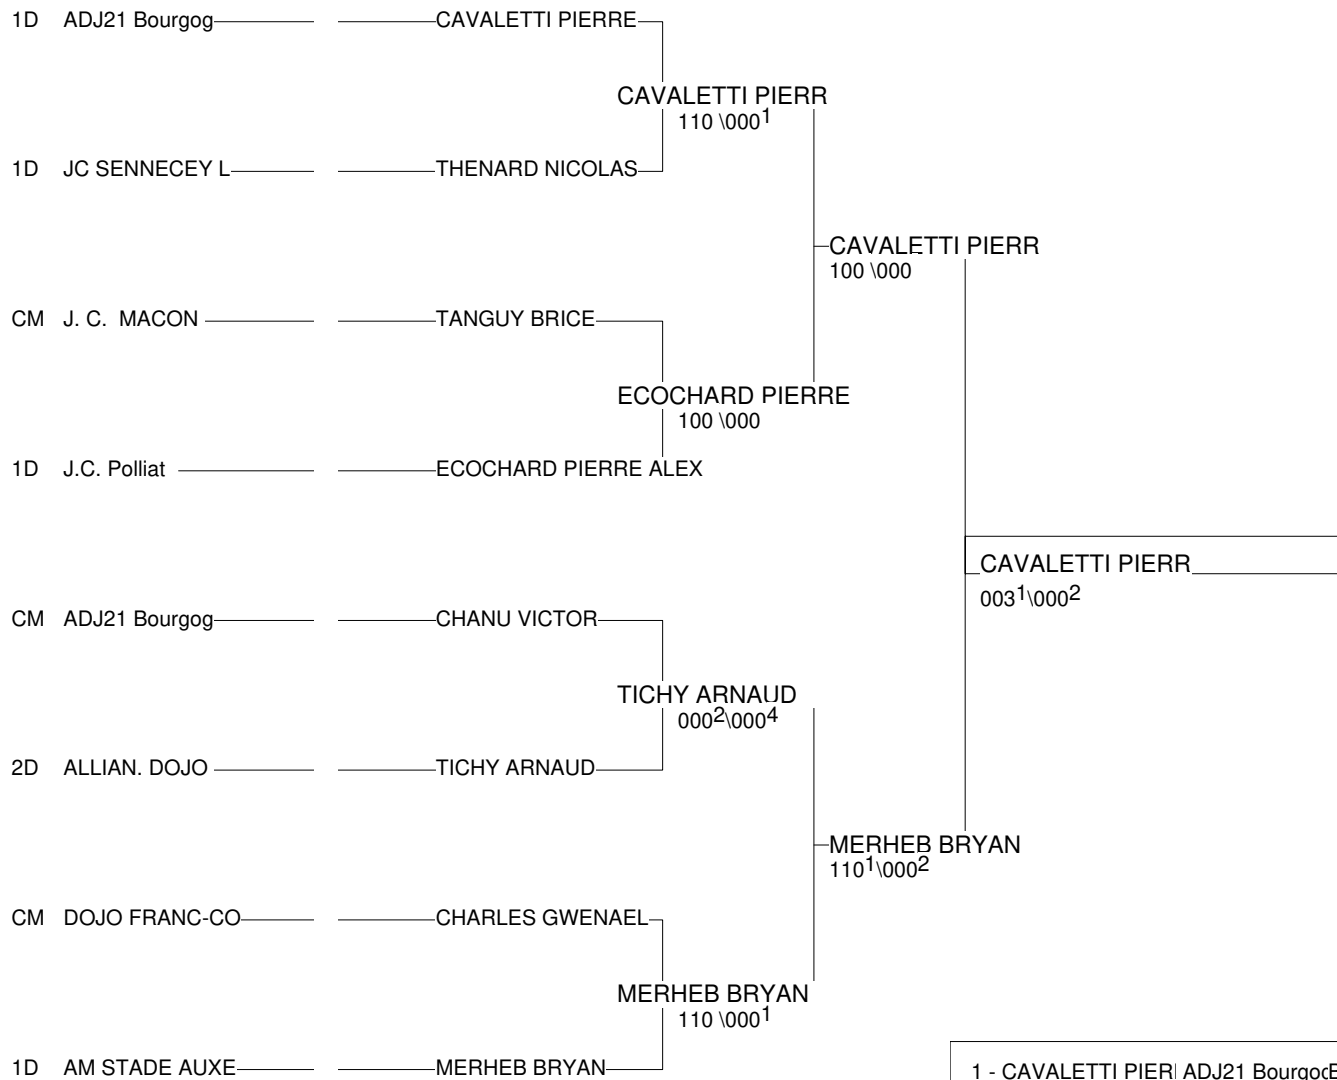 1D ADJ21 Bourgog CAVALETTI PIERRE
CAVALETTI PIERR
110 \000¹
1D JC SENNECEY L THENARD NICOLAS
CAVALETTI PIERR
100 \000
CM J. C. MACON TANGUY BRICE
ECOCHARD PIERRE
100 \000
1D J.C. Polliat ECOCHARD PIERRE ALEX
CAVALETTI PIERR
003¹\000²
CM ADJ21 Bourgog CHANU VICTOR
TICHY ARNAUD
000²\000⁴
2D ALLIAN. DOJO TICHY ARNAUD
MERHEB BRYAN
110¹\000²
CM DOJO FRANC-CO CHARLES GWENAEL
MERHEB BRYAN
110 \000¹
1D AM STADE AUXE MERHEB BRYAN
1 - CAVALETTI PIER ADJ21 Bourgog